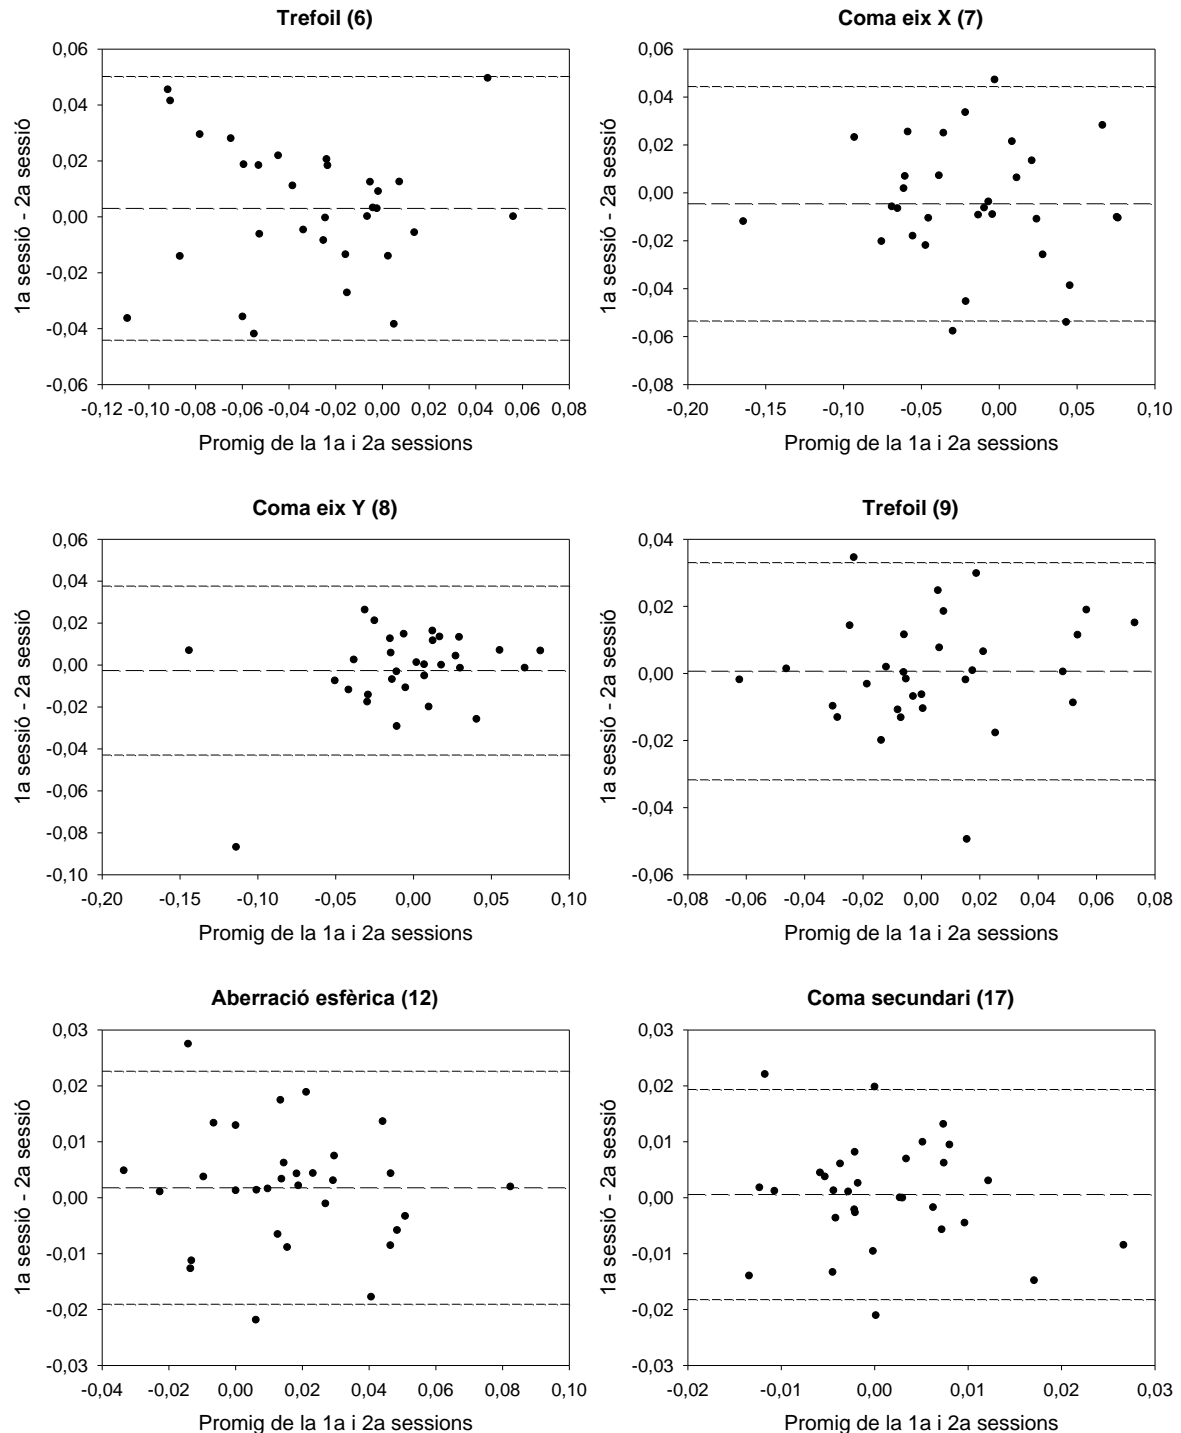 Trefoil (6)
0,06
0,04
0,02
0,00
-0,02
-0,04
-0,06
1a sessió - 2a sessió
-0,12 -0,10 -0,08 -0,06 -0,04 -0,02 0,00 0,02 0,04 0,06 0,08
Promig de la 1a i 2a sessions
Coma eix X (7)
0,06
0,04
0,02
0,00
-0,02
-0,04
-0,06
-0,08
1a sessió - 2a sessió
-0,20 -0,15 -0,10 -0,05 0,00 0,05 0,10
Promig de la 1a i 2a sessions
Coma eix Y (8)
0,06
0,04
0,02
0,00
-0,02
-0,04
-0,06
-0,08
-0,10
1a sessió - 2a sessió
-0,20 -0,15 -0,10 -0,05 0,00 0,05 0,10
Promig de la 1a i 2a sessions
Trefoil (9)
0,04
0,02
0,00
-0,02
-0,04
-0,06
1a sessió - 2a sessió
-0,08 -0,06 -0,04 -0,02 0,00 0,02 0,04 0,06 0,08
Promig de la 1a i 2a sessions
Aberració esfèrica (12)
0,03
0,02
0,01
0,00
-0,01
-0,02
-0,03
1a sessió - 2a sessió
-0,04 -0,02 0,00 0,02 0,04 0,06 0,08 0,10
Promig de la 1a i 2a sessions
Coma secundari (17)
0,03
0,02
0,01
0,00
-0,01
-0,02
-0,03
1a sessió - 2a sessió
-0,02 -0,01 0,00 0,01 0,02 0,03
Promig de la 1a i 2a sessions